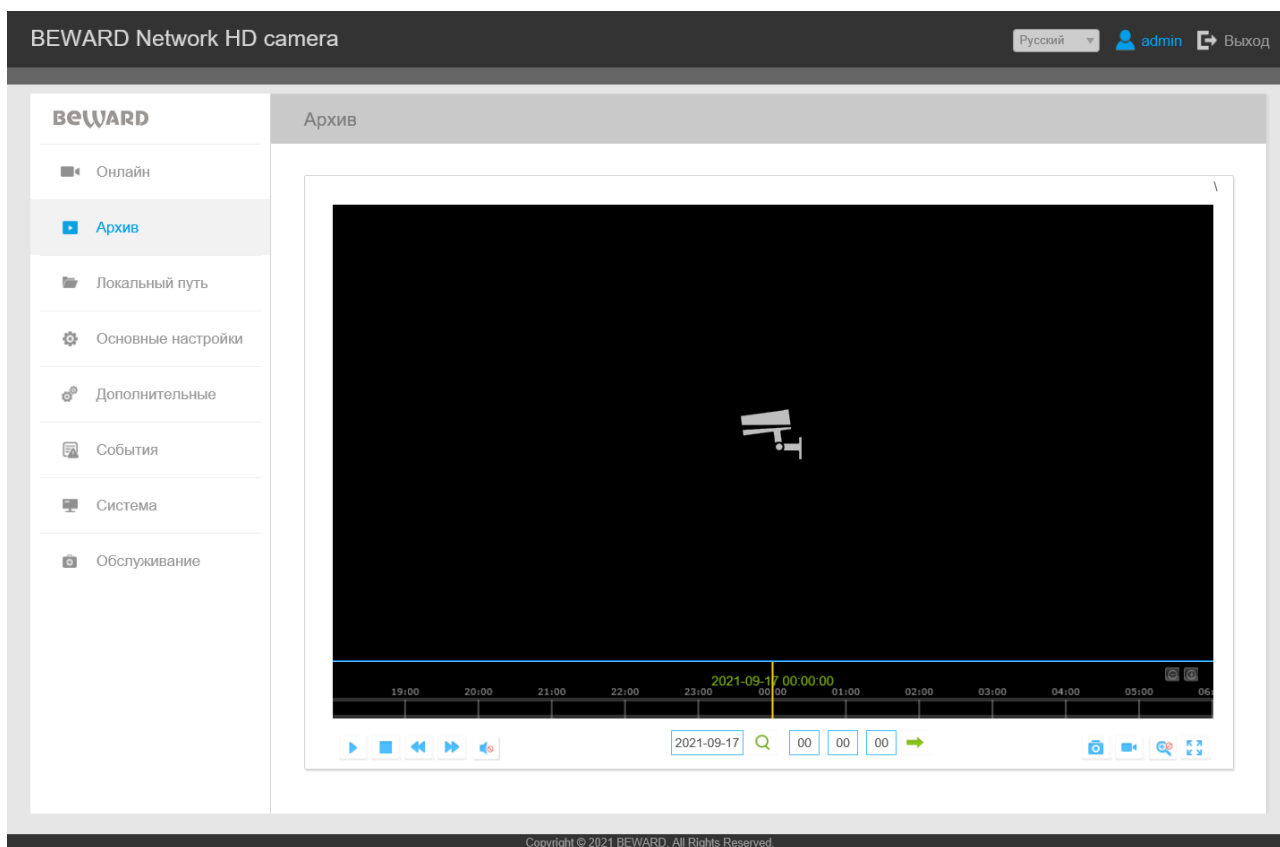 BEWARD Network HD camera
Русский admin Выход
BEWARD
Архив
Онлайн
\
Архив
Локальный путь
Основные настройки
Дополнительные
События
Система
Обслуживание
2021-09-17 00:00:00
19:00 20:00 21:00 22:00 23:00 00:00 01:00 02:00 03:00 04:00 05:00 06:
2021-09-17 00 00 00
Copyright © 2021 BEWARD. All Rights Reserved.